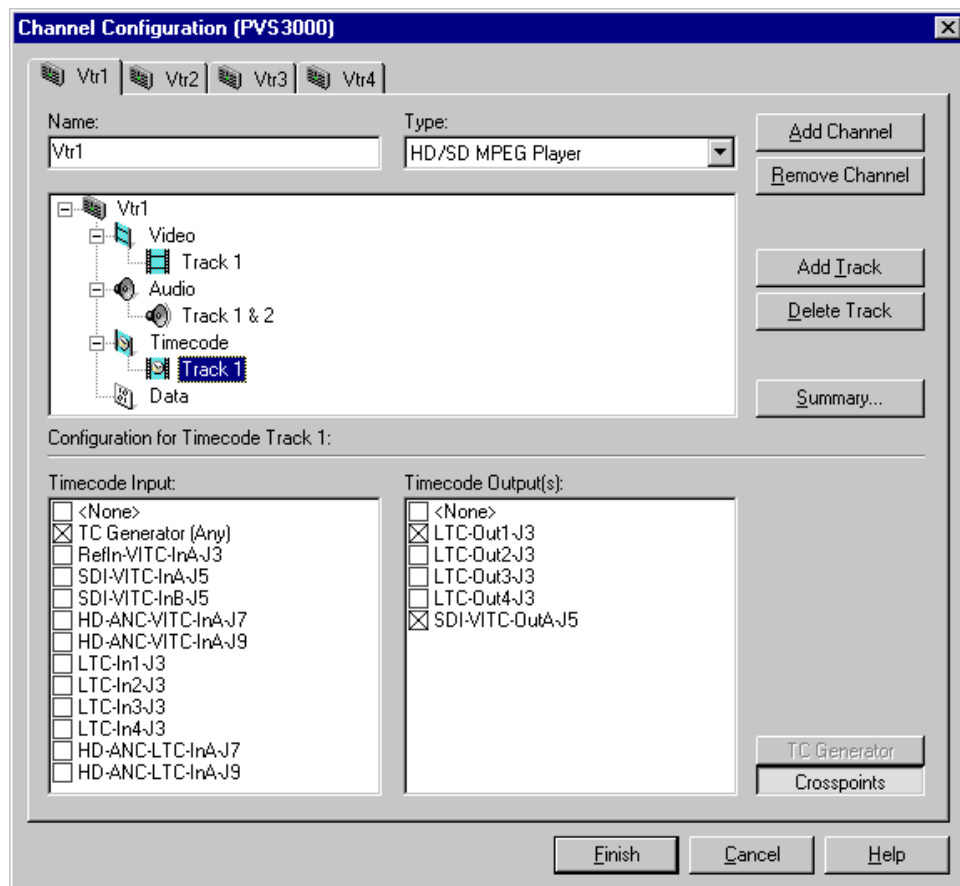 Channel Configuration (PVS3000)
Vtr1 Vtr2 Vtr3 Vtr4
Name:
Vtr1
Type:
HD/SD MPEG Player
Add Channel
Remove Channel
Vtr1
Video
Track 1
Audio
Track 1 & 2
Timecode
Track 1
Data
Add Track
Delete Track
Summary...
Configuration for Timecode Track 1:
Timecode Input:
<None>
TC Generator (Any)
RefIn-VITC-InA-J3
SDI-VITC-InA-J5
SDI-VITC-InB-J5
HD-ANC-VITC-InA-J7
HD-ANC-VITC-InA-J9
LTC-In1-J3
LTC-In2-J3
LTC-In3-J3
LTC-In4-J3
HD-ANC-LTC-InA-J7
HD-ANC-LTC-InA-J9
Timecode Output(s):
<None>
LTC-Out1-J3
LTC-Out2-J3
LTC-Out3-J3
LTC-Out4-J3
SDI-VITC-OutA-J5
TC Generator
Crosspoints
Finish
Cancel
Help